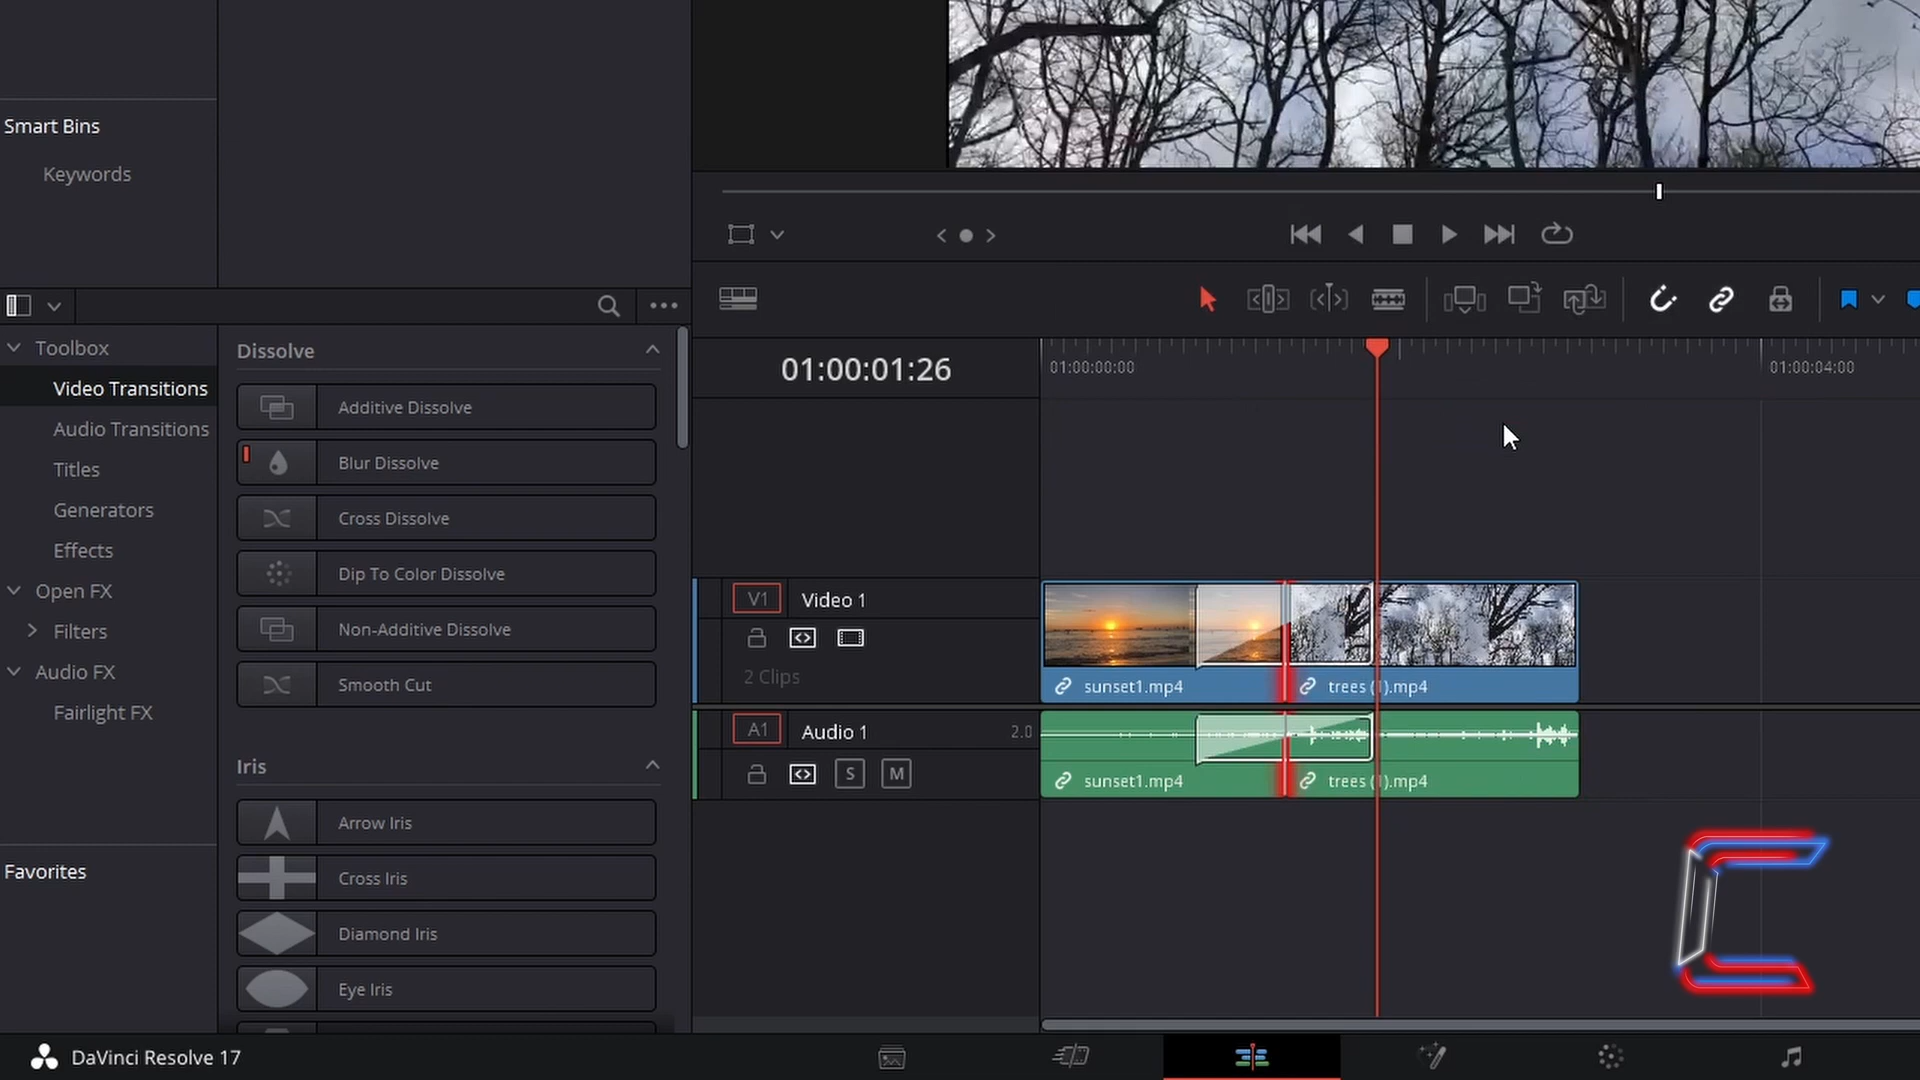 Smart Bins
Keywords
Toolbox
Video Transitions
Audio Transitions
Titles
Generators
Effects
Open FX
Filters
Audio FX
Fairlight FX
Favorites
Dissolve
Additive Dissolve
Blur Dissolve
Cross Dissolve
Dip To Color Dissolve
Non-Additive Dissolve
Smooth Cut
Iris
Arrow Iris
Cross Iris
Diamond Iris
Eye Iris
01:00:01:26
01:00:00:00
01:00:04:00
V1 Video 1
2 Clips
sunset1.mp4
trees (1).mp4
A1 Audio 1 2.0
S M
sunset1.mp4
trees (1).mp4
C
DaVinci Resolve 17